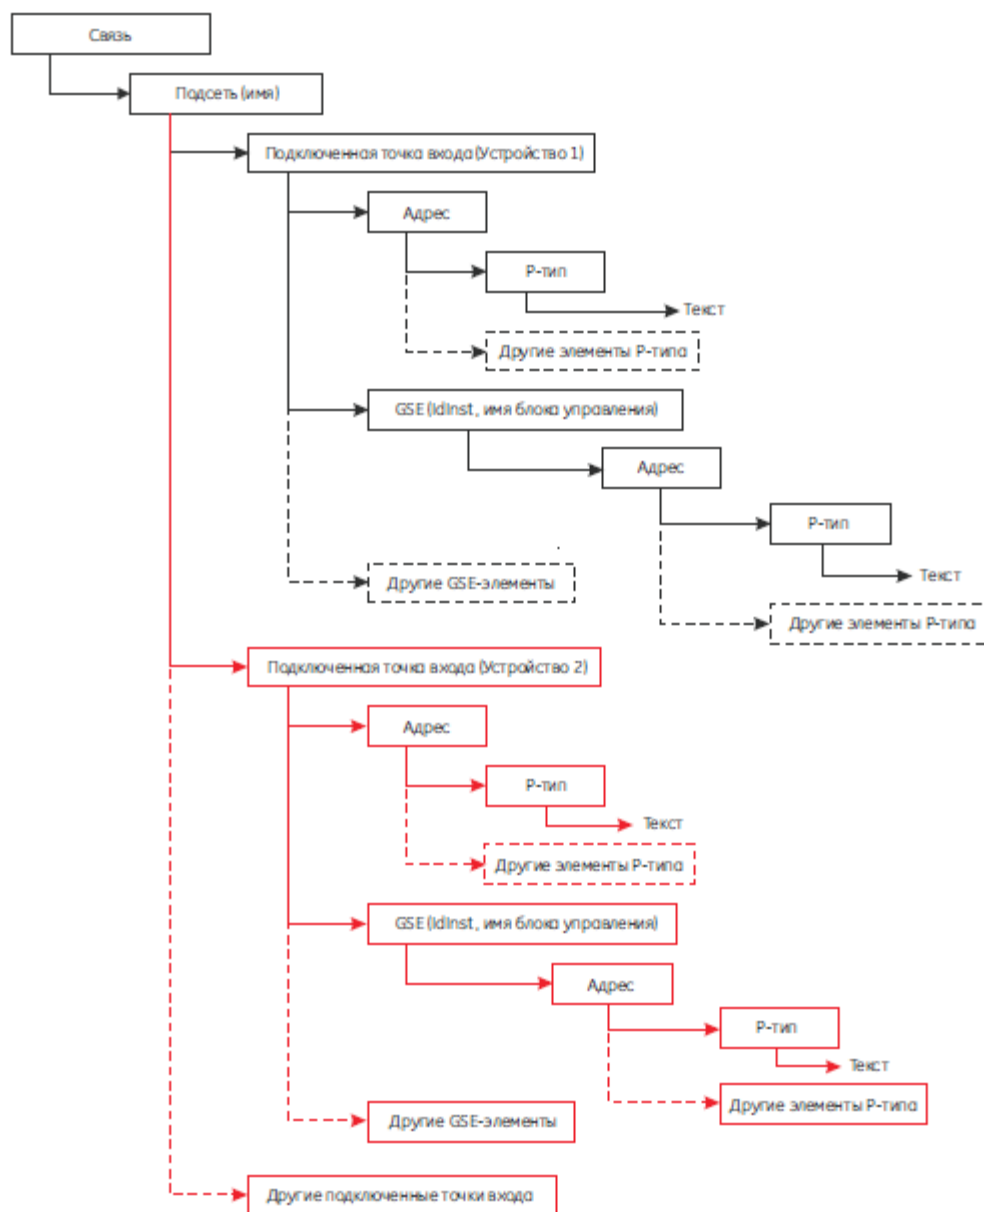 Связь
Подсеть (имя)
Подключенная точка входа (Устройство 1)
Адрес
P-тип
Текст
Другие элементы P-типа
GSE (IdInst, имя блока управления)
Адрес
P-тип
Текст
Другие GSE-элементы
Другие элементы P-типа
Подключенная точка входа (Устройство 2)
Адрес
P-тип
Текст
Другие элементы P-типа
GSE (IdInst, имя блока управления)
Адрес
P-тип
Текст
Другие элементы P-типа
Другие GSE-элементы
Другие подключенные точки входа